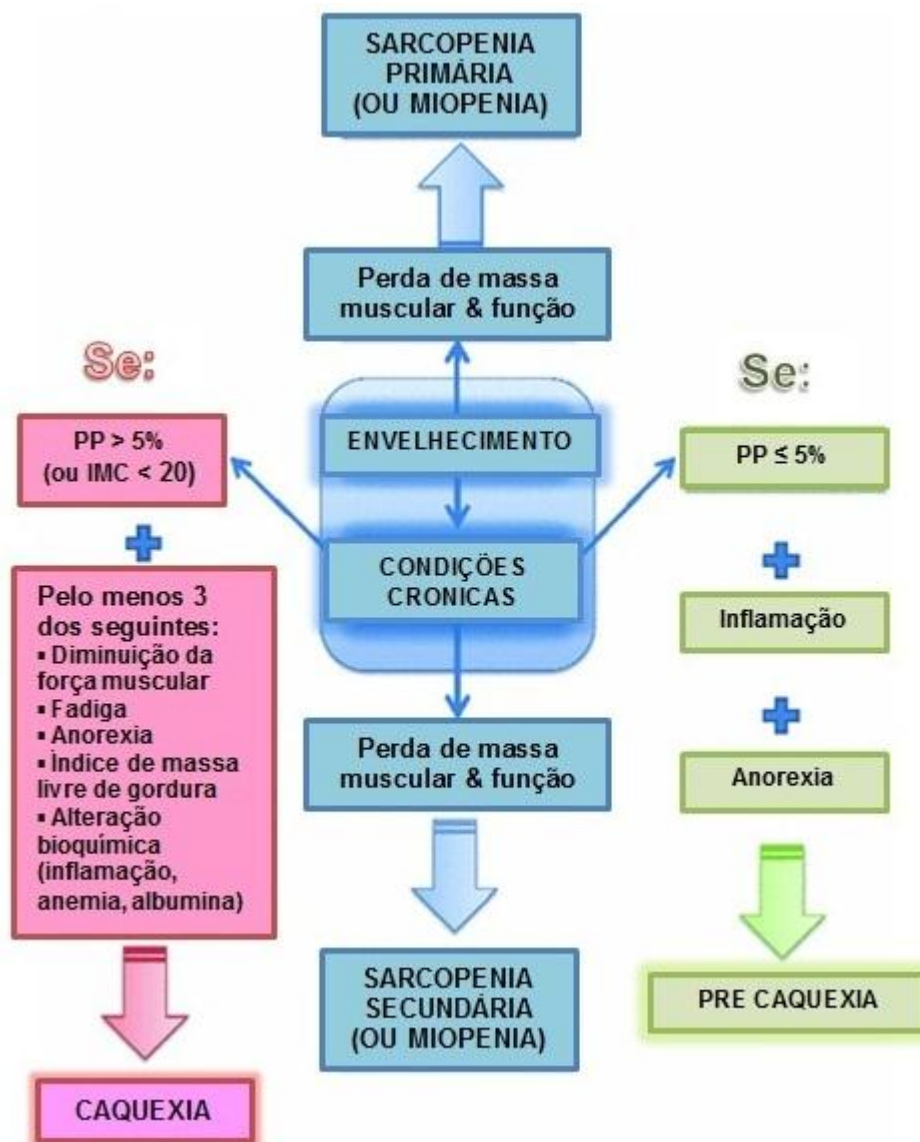 SARCOPENIA
PRIMÁRIA
(OU MIOPENIA)
Perda de massa
muscular & função
Se:
Se:
PP > 5%
(ou IMC < 20)
ENVELHECIMENTO
PP ≤ 5%
CONDIÇÕES
CRONICAS
Pelo menos 3
dos seguintes:
▪ Diminuição da
força muscular
▪ Fadiga
▪ Anorexia
▪ Índice de massa
livre de gordura
▪ Alteração
bioquímica
(inflamação,
anemia, albumina)
Inflamação
Perda de massa
muscular & função
Anorexia
SARCOPENIA
SECUNDÁRIA
(OU MIOPENIA)
PRE CAQUEXIA
CAQUEXIA